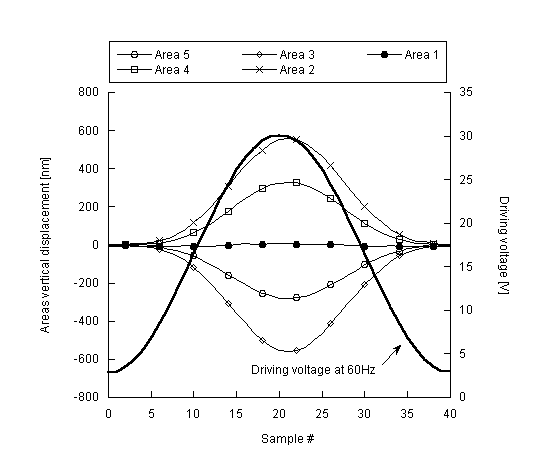 Area 5 Area 3 Area 1
Area 4 Area 2
800 35
600 30
400 25
200 20
0 15
-200 10
-400 5
-600 0
-800
Areas vertical displacement [nm]
Driving voltage [V]
Driving voltage at 60Hz
0 5 10 15 20 25 30 35 40
Sample #